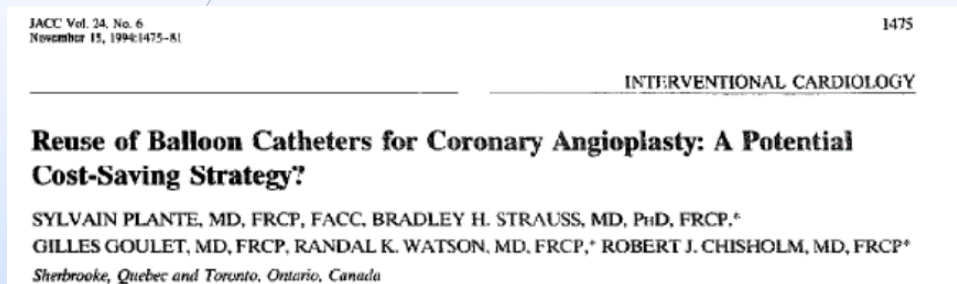 JACC Vol. 24, No. 6
1475
November 15, 1994:1475-81
INTERVENTIONAL CARDIOLOGY
Reuse of Balloon Catheters for Coronary Angioplasty: A Potential
Cost-Saving Strategy?
SYLVAIN PLANTE, MD, FRCP, FACC, BRADLEY H. STRAUSS, MD, PHD, FRCP,*
GILLES GOULET, MD, FRCP, RANDAL K. WATSON, MD, FRCP,* ROBERT J. CHISHOLM, MD, FRCP*
Sherbrooke, Quebec and Toronto, Ontario, Canada